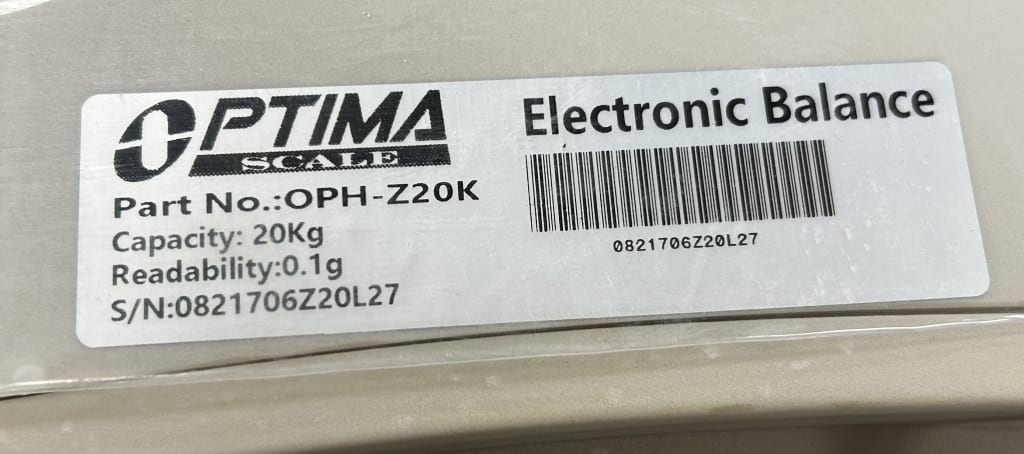 OPTIMA
SCALE
Part No.:OPH-Z20K
Capacity: 20Kg
Readability:0.1g
S/N:0821706Z20L27
Electronic Balance
0821706Z20L27